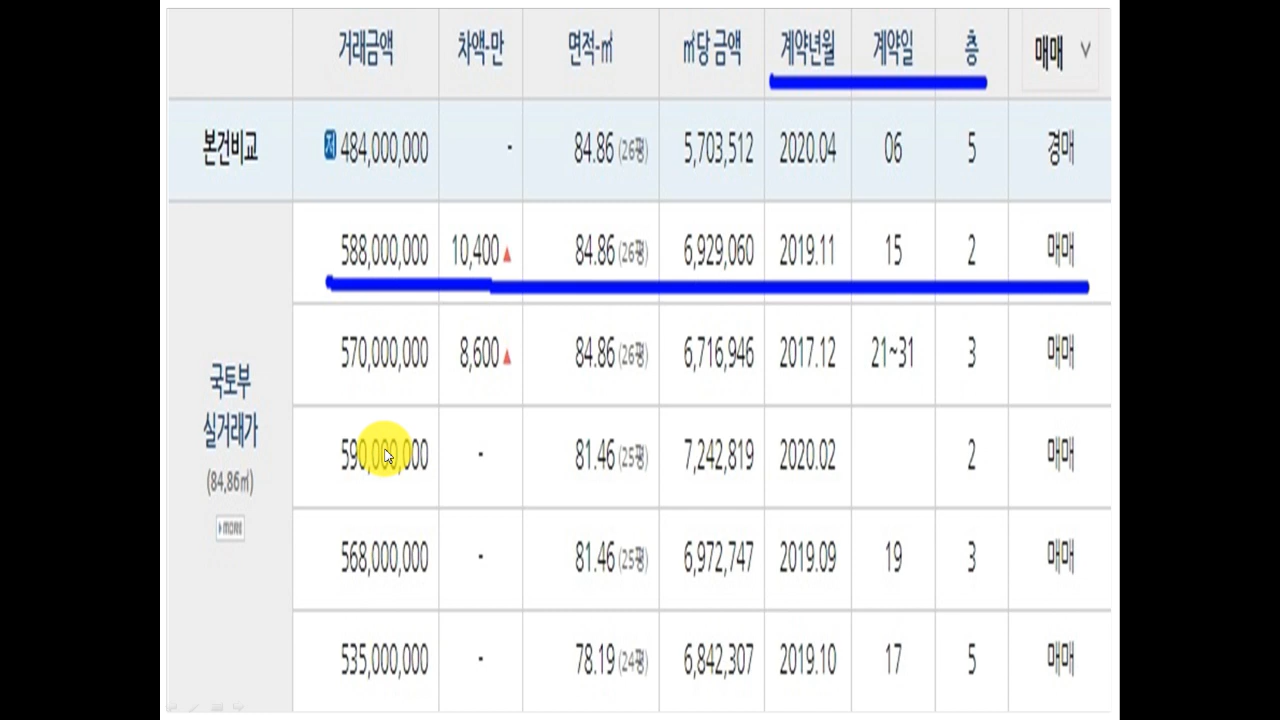 거래금액 차액-만 면적-㎡ ㎡당 금액 계약년월 계약일 층 매매
본건비교 저 484,000,000 - 84.86 (26평) 5,703,512 2020.04 06 5 경매
588,000,000 10,400▲ 84.86 (26평) 6,929,060 2019.11 15 2 매매
570,000,000 8,600▲ 84.86 (26평) 6,716,946 2017.12 21~31 3 매매
국토부
실거래가
(84.86㎡)
more
590,000,000 - 81.46 (25평) 7,242,819 2020.02 2 매매
568,000,000 - 81.46 (25평) 6,972,747 2019.09 19 3 매매
535,000,000 - 78.19 (24평) 6,842,307 2019.10 17 5 매매